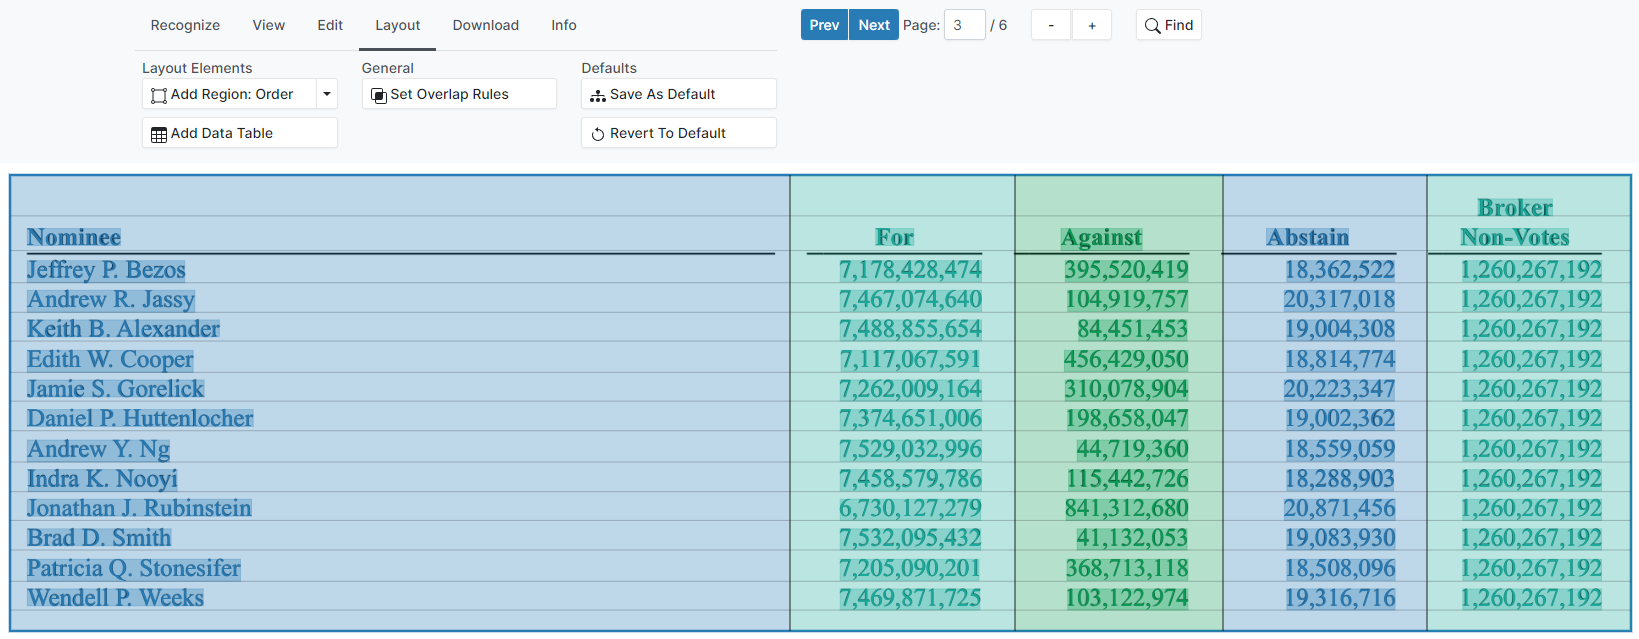 Recognize View Edit Layout Download Info Prev Next Page: 3 / 6 - + Find
Layout Elements General Defaults
Add Region: Order Set Overlap Rules Save As Default
Add Data Table Revert To Default
Broker
Nominee For Against Abstain Non-Votes
Jeffrey P. Bezos 7,178,428,474 395,520,419 18,362,522 1,260,267,192
Andrew R. Jassy 7,467,074,640 104,919,757 20,317,018 1,260,267,192
Keith B. Alexander 7,488,855,654 84,451,453 19,004,308 1,260,267,192
Edith W. Cooper 7,117,067,591 456,429,050 18,814,774 1,260,267,192
Jamie S. Gorelick 7,262,009,164 310,078,904 20,223,347 1,260,267,192
Daniel P. Huttenlocher 7,374,651,006 198,658,047 19,002,362 1,260,267,192
Andrew Y. Ng 7,529,032,996 44,719,360 18,559,059 1,260,267,192
Indra K. Nooyi 7,458,579,786 115,442,726 18,288,903 1,260,267,192
Jonathan J. Rubinstein 6,730,127,279 841,312,680 20,871,456 1,260,267,192
Brad D. Smith 7,532,095,432 41,132,053 19,083,930 1,260,267,192
Patricia Q. Stonesifer 7,205,090,201 368,713,118 18,508,096 1,260,267,192
Wendell P. Weeks 7,469,871,725 103,122,974 19,316,716 1,260,267,192